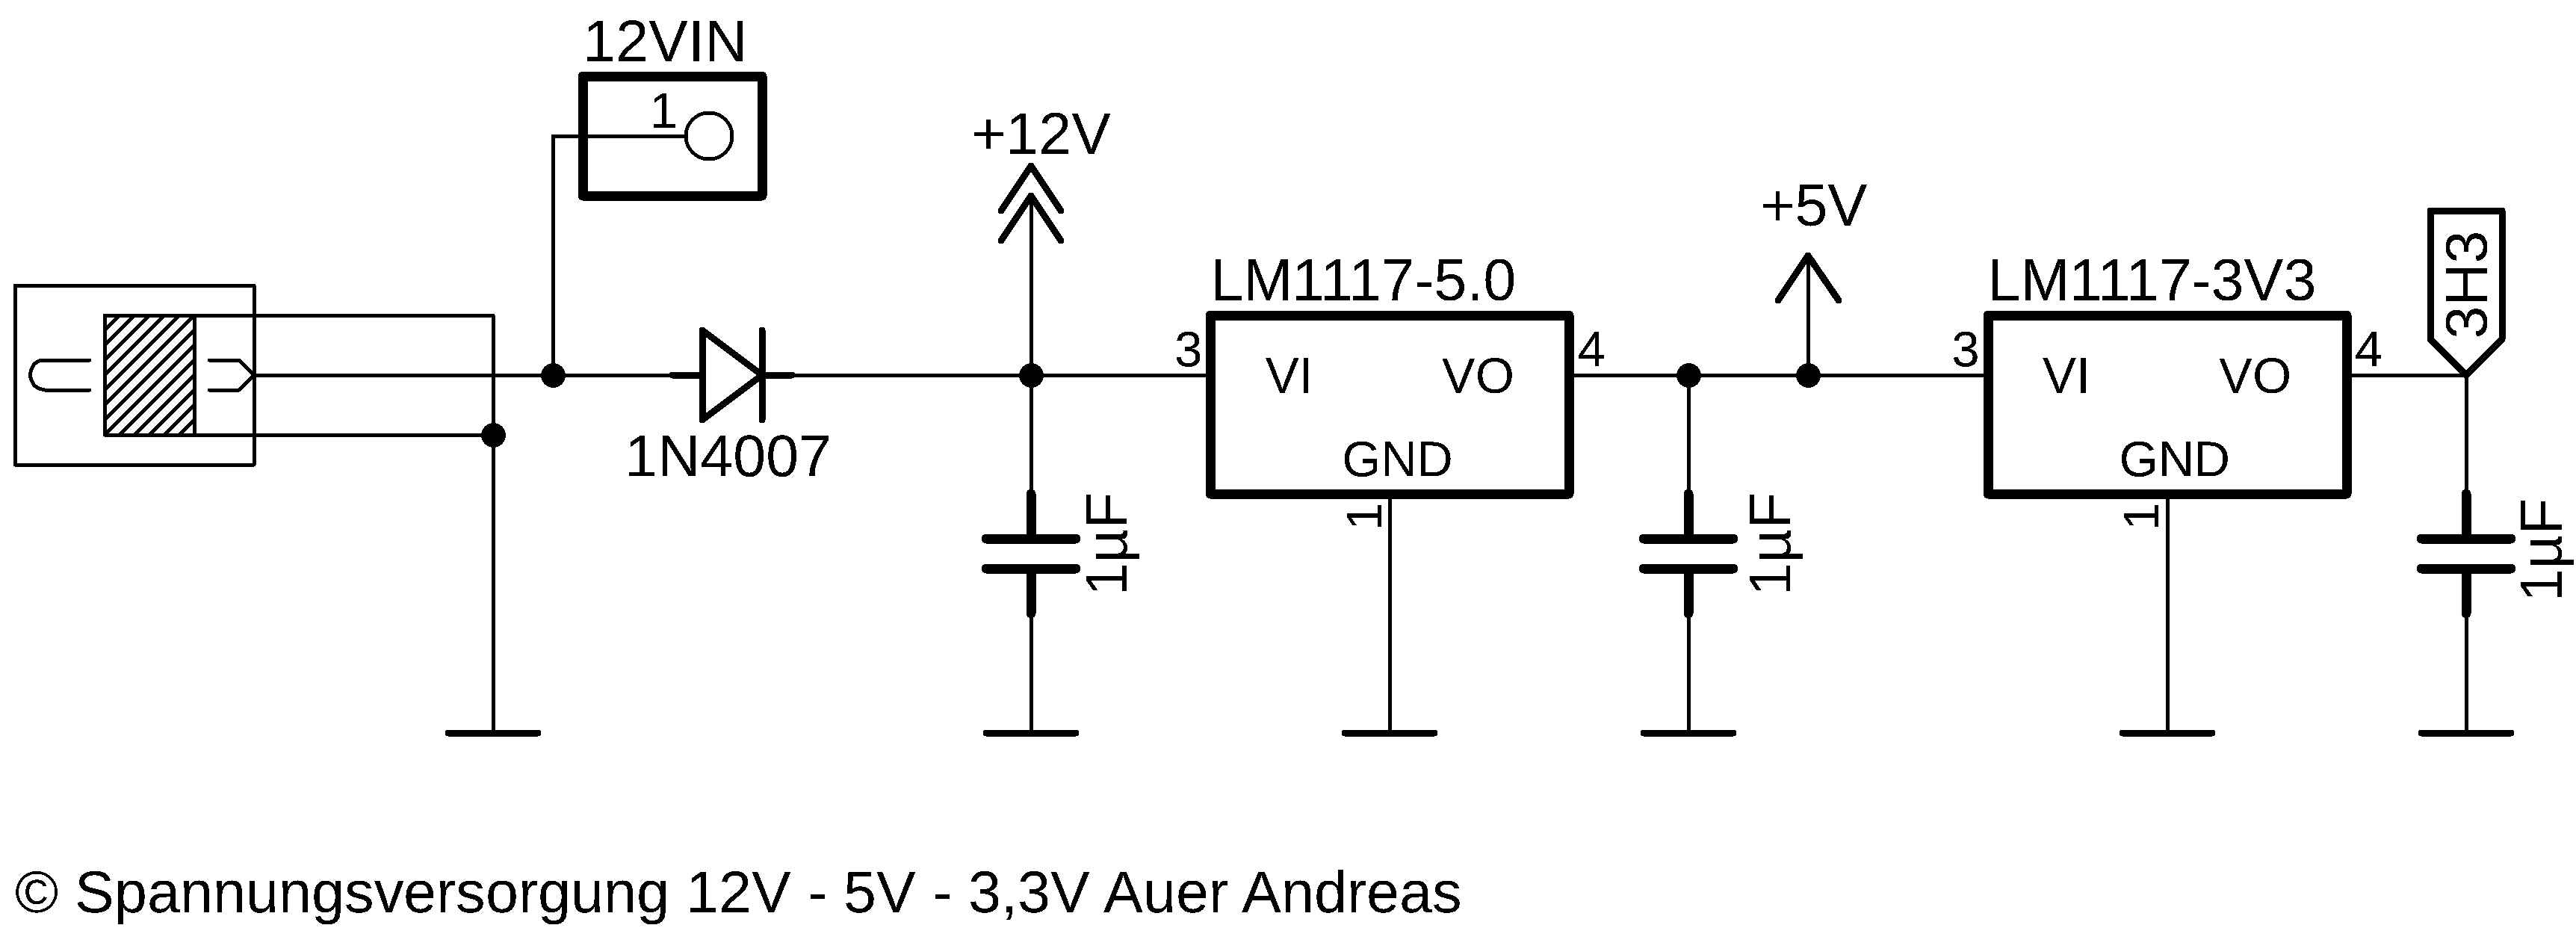 12VIN
1
+12V
+5V
3H3
LM1117-5.0
LM1117-3V3
3
VI
VO
4
3
VI
VO
4
GND
GND
1N4007
1µF
1
1µF
1
1µF
© Spannungsversorgung 12V - 5V - 3,3V Auer Andreas